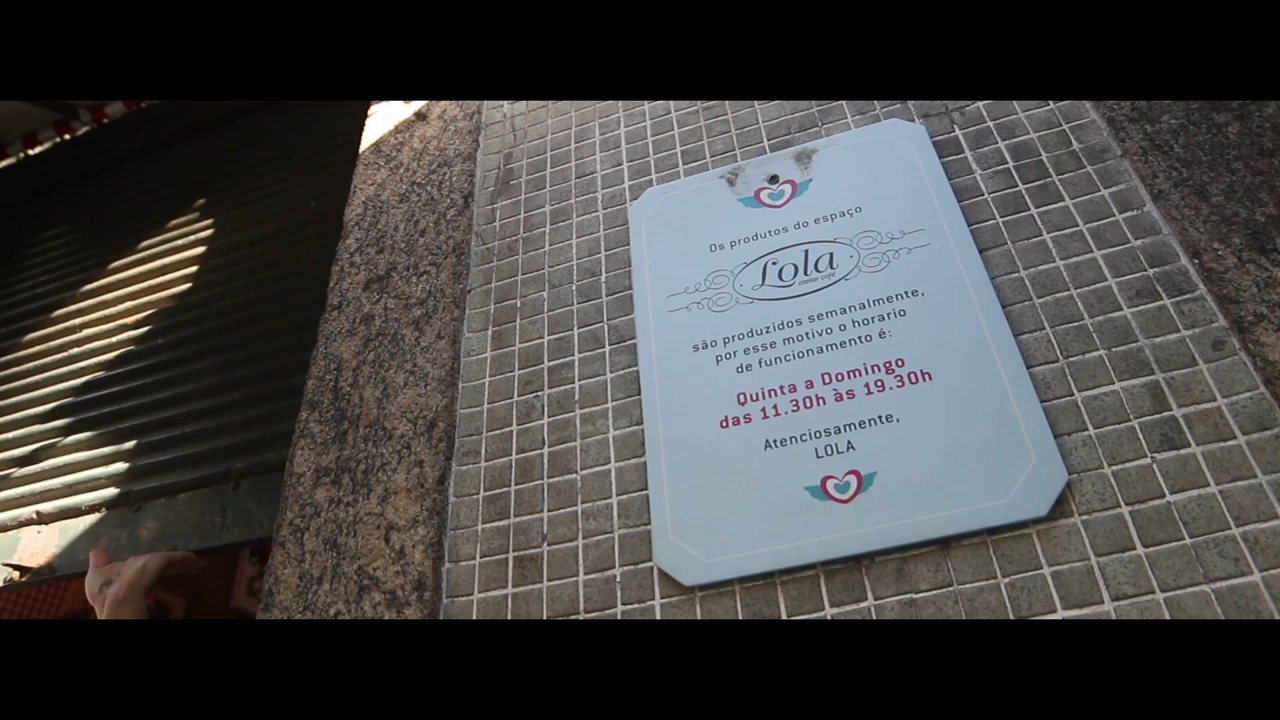 Os produtos do espaço
Lola
atelier café
são produzidos semanalmente,
por esse motivo o horario
de funcionamento é:
Quinta a Domingo
das 11.30h às 19.30h
Atenciosamente,
LOLA